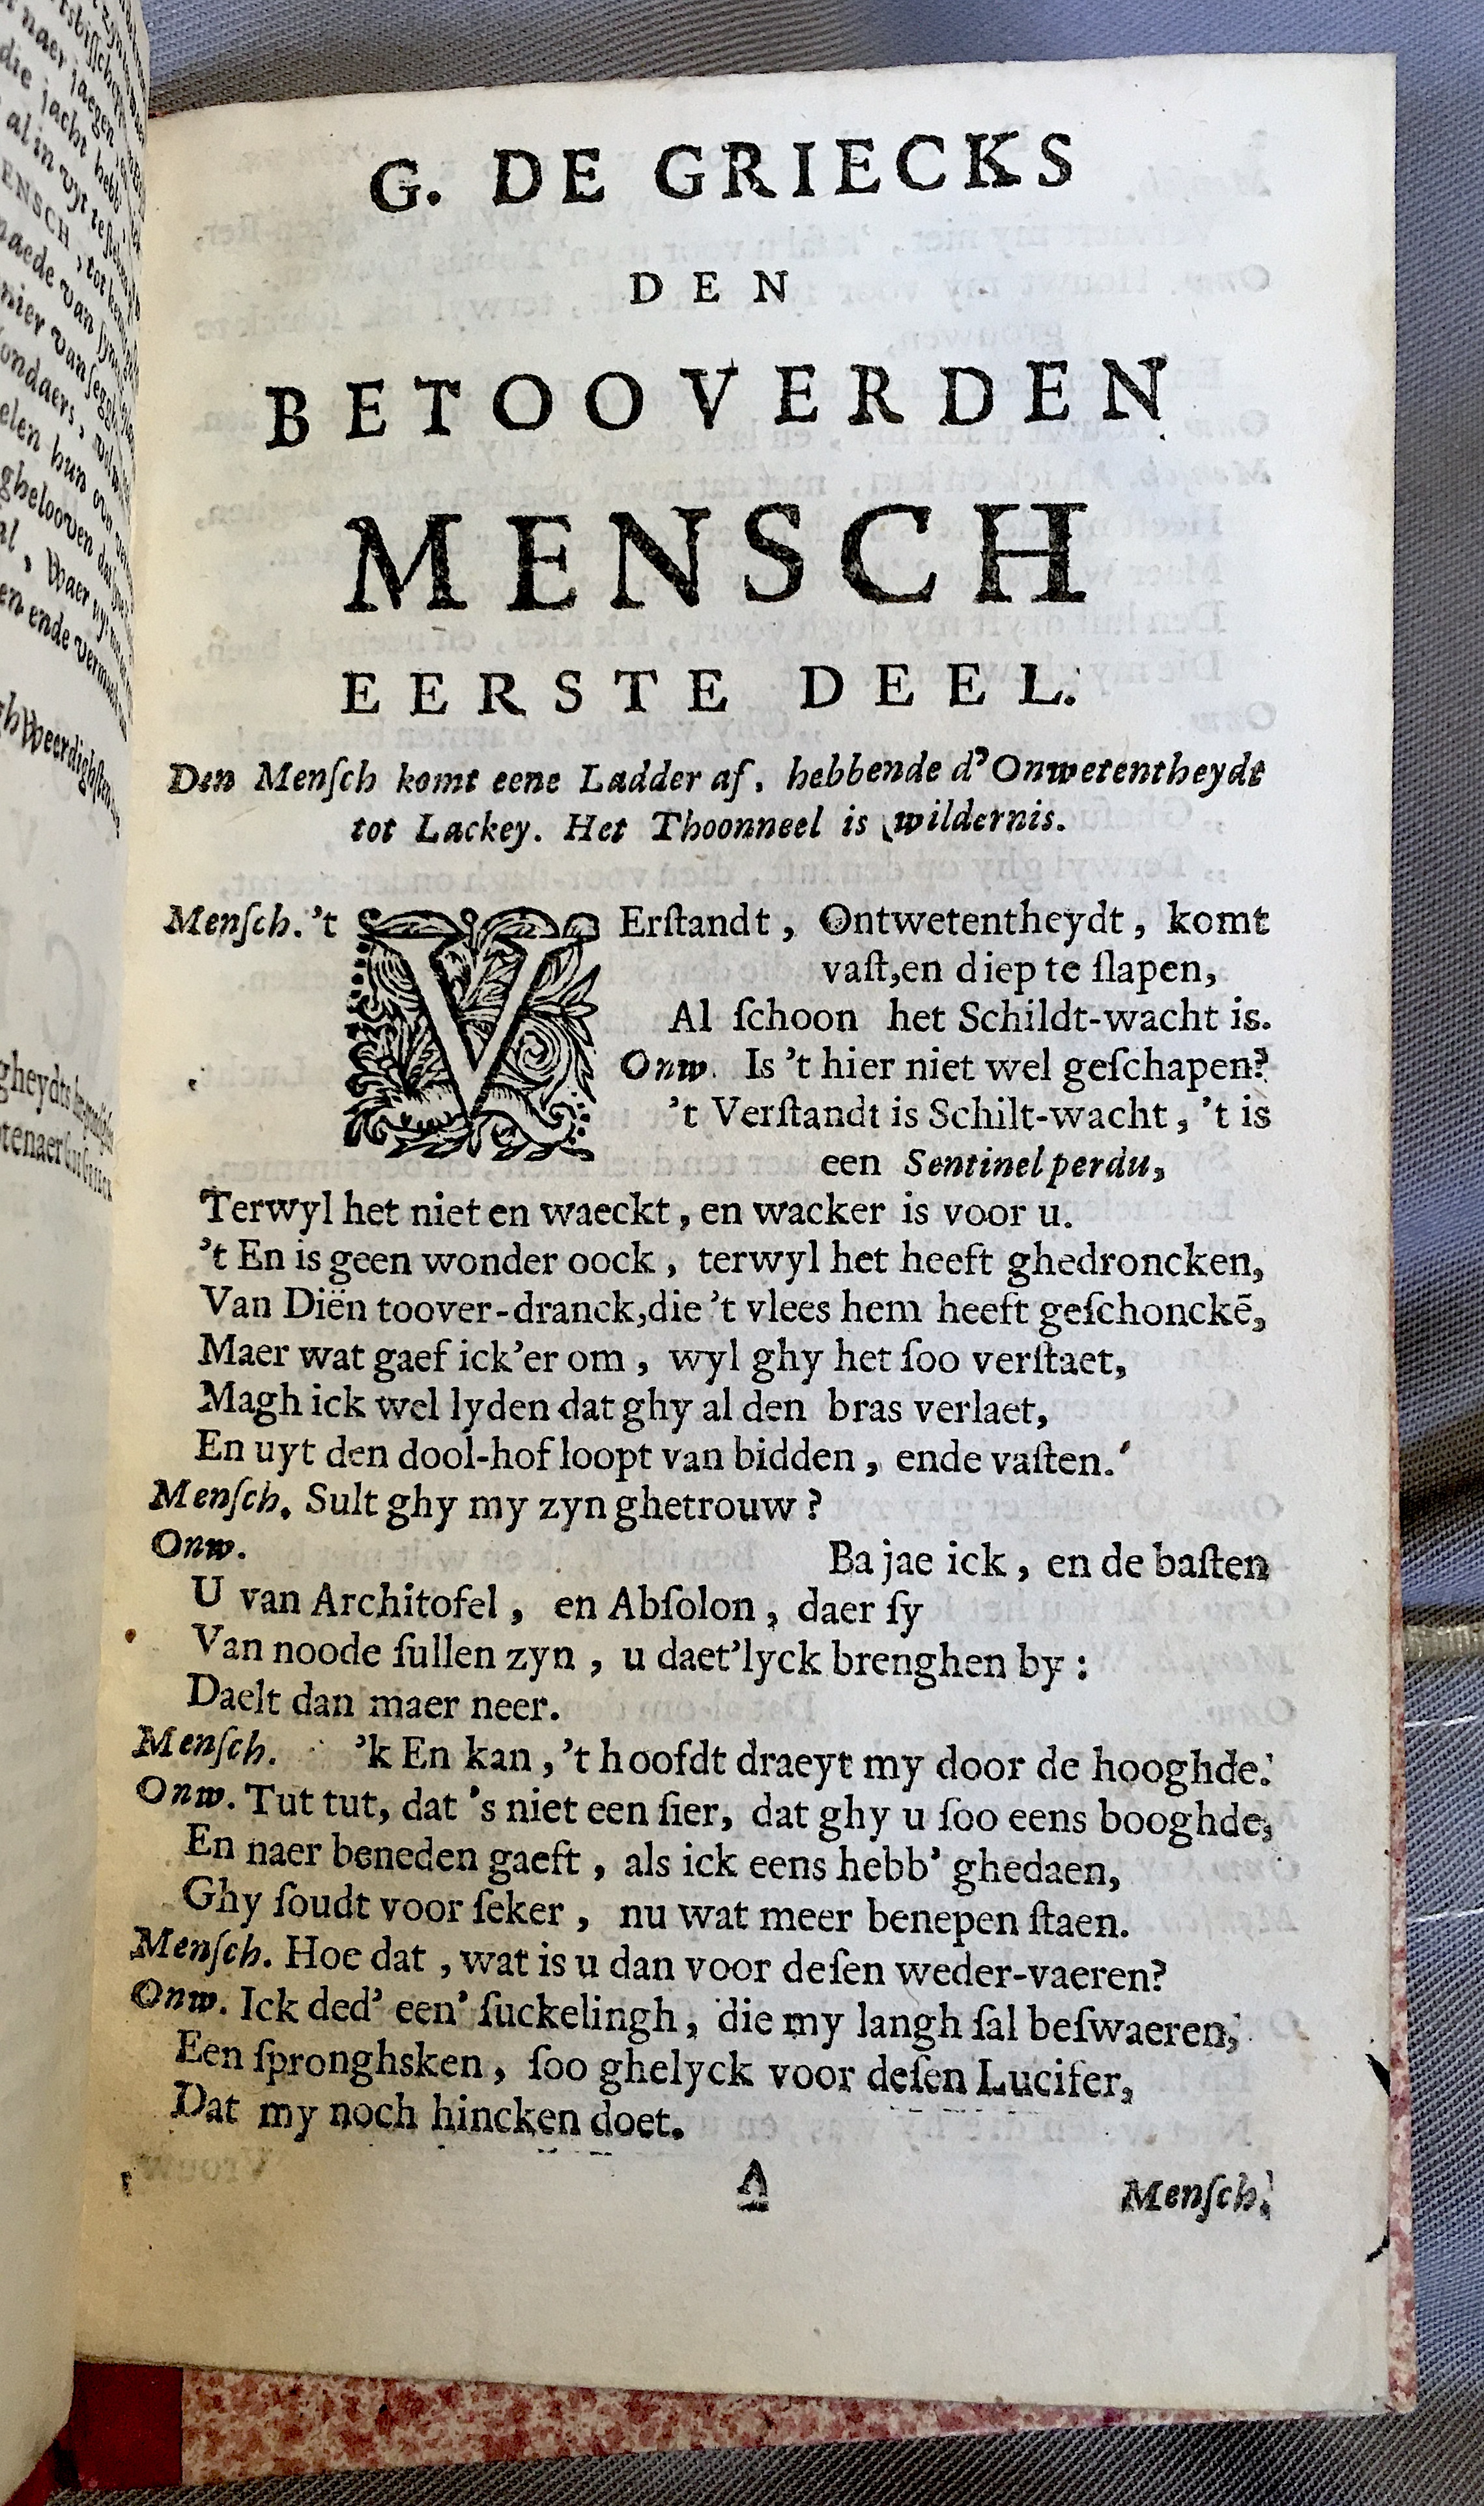 G. DE GRIECKS
DEN
BETOOVERDEN
MENSCH
EERSTE DEEL.
Den Menſch komt eene Ladder af, hebbende d'Onwetentheydt
tot Lackey. Het Thoonneel is wildernis.
Menſch. 't VErſtandt, Ontwetentheydt, komt
vaſt, en diep te ſlapen,
Al ſchoon het Schildt-wacht is.
Onw. Is 't hier niet wel geſchapen?
't Verſtandt is Schilt-wacht, 't is
een Sentinel perdu,
Terwyl het niet en waeckt, en wacker is voor u.
't En is geen wonder oock, terwyl het heeft ghedroncken,
Van Diën toover-dranck, die 't vlees hem heeft geſchonckē,
Maer wat gaef ick'er om, wyl ghy het ſoo verſtaet,
Magh ick wel lyden dat ghy al den bras verlaet,
En uyt den dool-hof loopt van bidden, ende vaſten.
Menſch. Sult ghy my zyn ghetrouw?
Onw. Ba jae ick, en de baſten
U van Architofel, en Abſolon, daer ſy
Van noode ſullen zyn, u daet'lyck brenghen by:
Daelt dan maer neer.
Menſch. 'k En kan, 't hoofdt draeyt my door de hooghde.
Onw. Tut tut, dat 's niet een ſier, dat ghy u ſoo eens booghde,
En naer beneden gaeft, als ick eens hebb' ghedaen,
Ghy ſoudt voor ſeker, nu wat meer benepen ſtaen.
Menſch. Hoe dat, wat is u dan voor deſen weder-vaeren?
Onw. Ick ded' een' ſuckelingh, die my langh ſal beſwaeren,
Een ſpronghsken, ſoo ghelyck voor deſen Lucifer,
Dat my noch hincken doet.
A
Menſch.